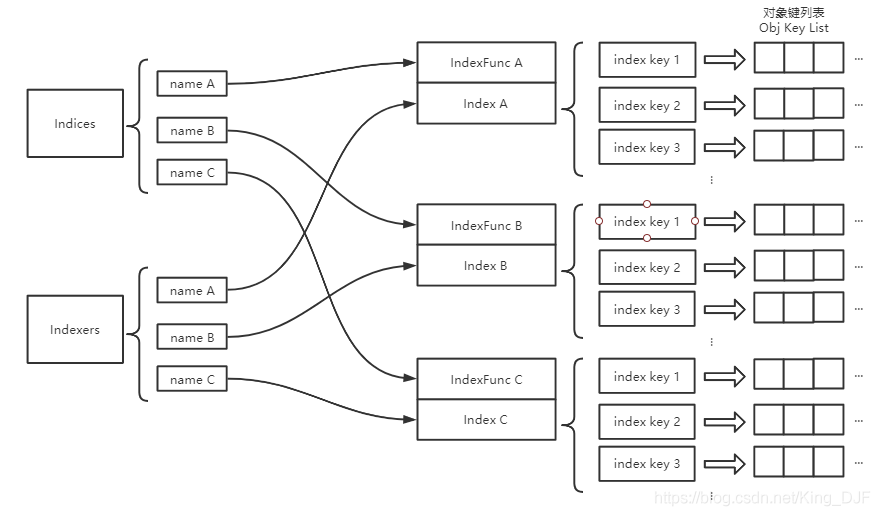 对象键列表
Obj Key List
Indices
name A
name B
name C
Indexers
name A
name B
name C
IndexFunc A
Index A
index key 1
...
index key 2
...
index key 3
...
...
IndexFunc B
Index B
index key 1
...
index key 2
...
index key 3
...
...
IndexFunc C
Index C
index key 1
...
index key 2
...
index key 3
...
...
https://blog.csdn.net/King_DJF